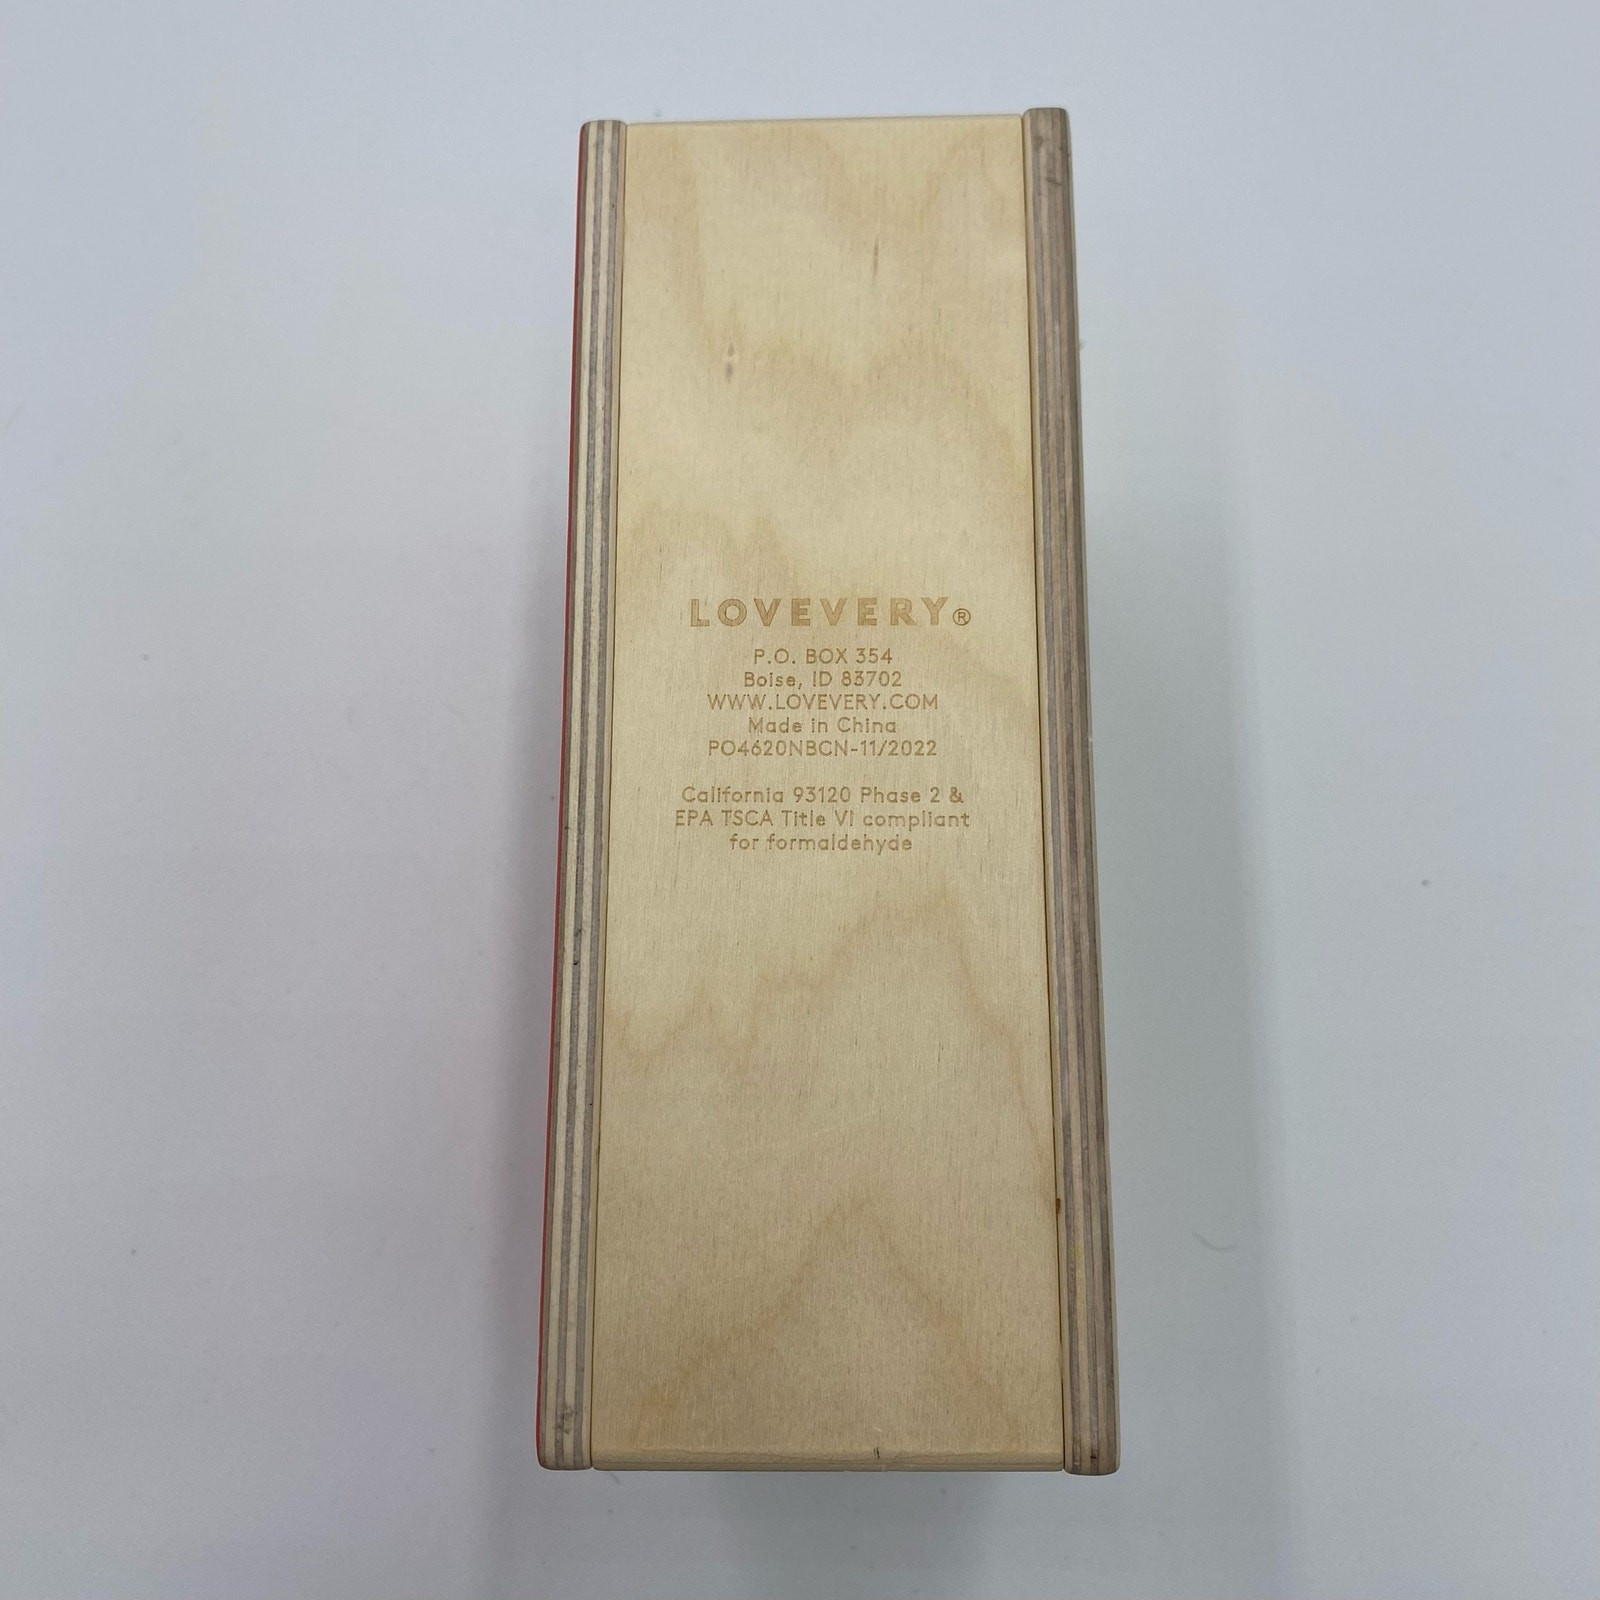 LOVEVERY®
P.O. BOX 354
Boise, ID 83702
WWW.LOVEVERY.COM
Made in China
PO4620NBCN-11/2022
California 93120 Phase 2 &
EPA TSCA Title VI compliant
for formaldehyde